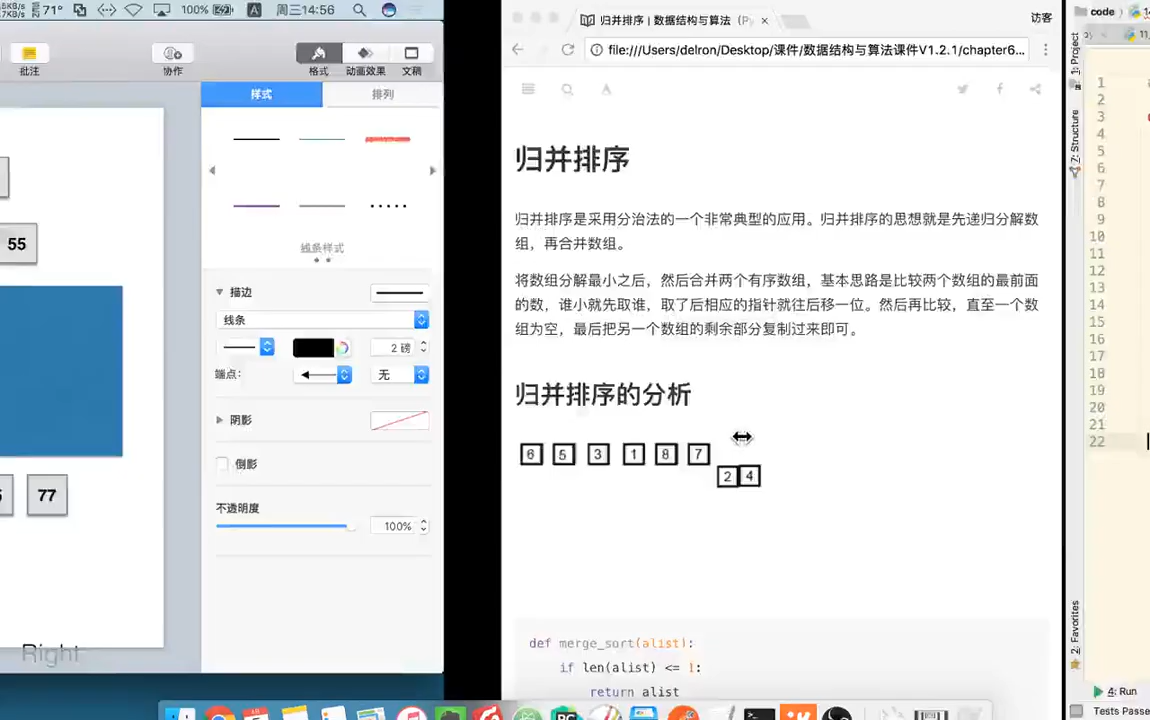 71°
100%
周三14:56
批注
协作
格式
动画效果
文稿
样式
排列
55
线条样式
描边
线条
2 磅
端点:
无
阴影
倒影
77
不透明度
100%
Right
归并排序 | 数据结构与算法 (P
访客
file:///Users/delron/Desktop/课件/数据结构与算法课件V1.2.1/chapter6...
归并排序
归并排序是采用分治法的一个非常典型的应用。归并排序的思想就是先递归分解数
组，再合并数组。
将数组分解最小之后，然后合并两个有序数组，基本思路是比较两个数组的最前面
的数，谁小就先取谁，取了后相应的指针就往后移一位。然后再比较，直至一个数
组为空，最后把另一个数组的剩余部分复制过来即可。
归并排序的分析
6 5 3 1 8 7
2 4
def merge_sort(alist):
if len(alist) <= 1:
return alist
code
1: Project
7: Structure
2: Favorites
1
2
3
4
5
6
7
8
9
10
11
12
13
14
15
16
17
18
19
20
21
22
4: Run
Tests Passe